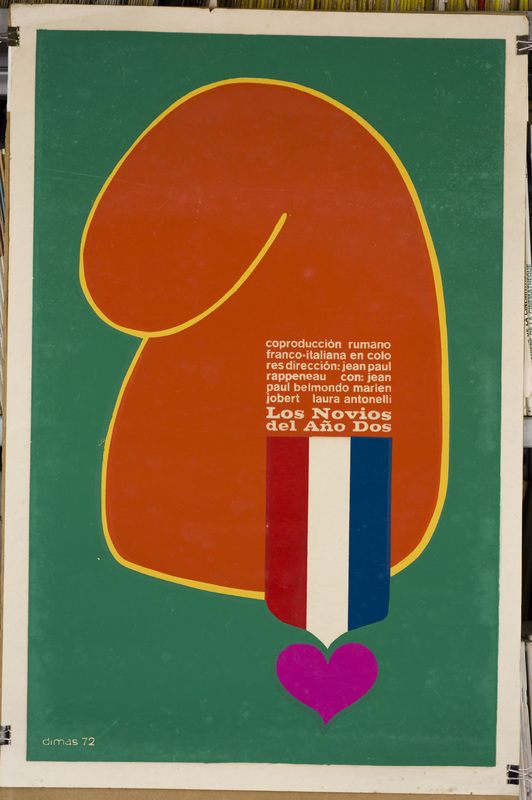 coproducción rumano
franco-italiana en colo
res dirección: jean paul
rappeneau con: jean
paul belmondo marlen
jobert laura antonelli
Los Novios
del Año Dos
dimas 72